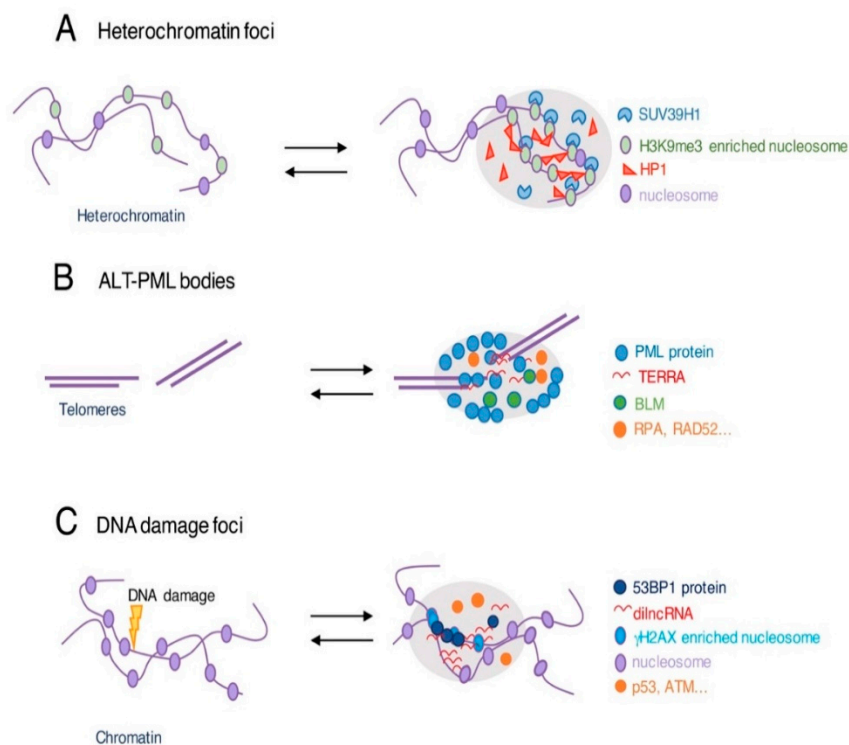 A Heterochromatin foci
SUV39H1
H3K9me3 enriched nucleosome
HP1
nucleosome
Heterochromatin
B ALT-PML bodies
PML protein
TERRA
BLM
RPA, RAD52...
Telomeres
C DNA damage foci
DNA damage
53BP1 protein
dilncRNA
γH2AX enriched nucleosome
nucleosome
p53, ATM...
Chromatin